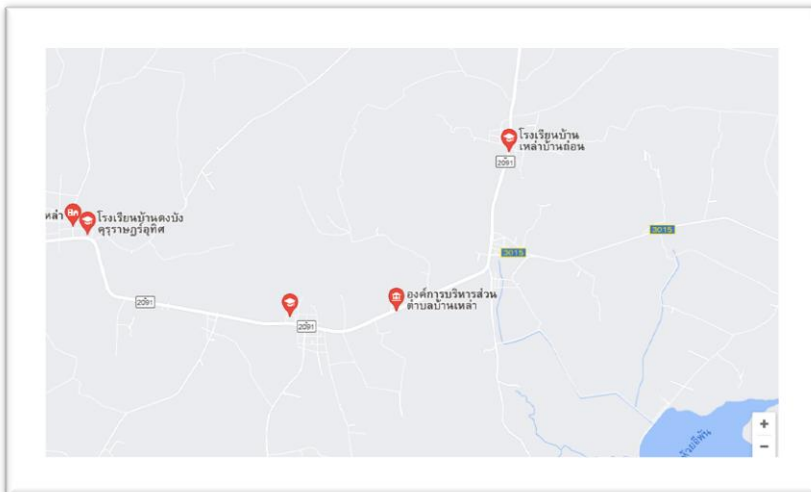 โรงเรียนบ้าน
เหล่าบ้านถ่อน
2091
หล่า
โรงเรียนบ้านดงบัง
คุรุราษฎร์อุทิศ
3015
3015
องค์การบริหารส่วน
ตำบลบ้านเหล่า
2091
2091
+
−